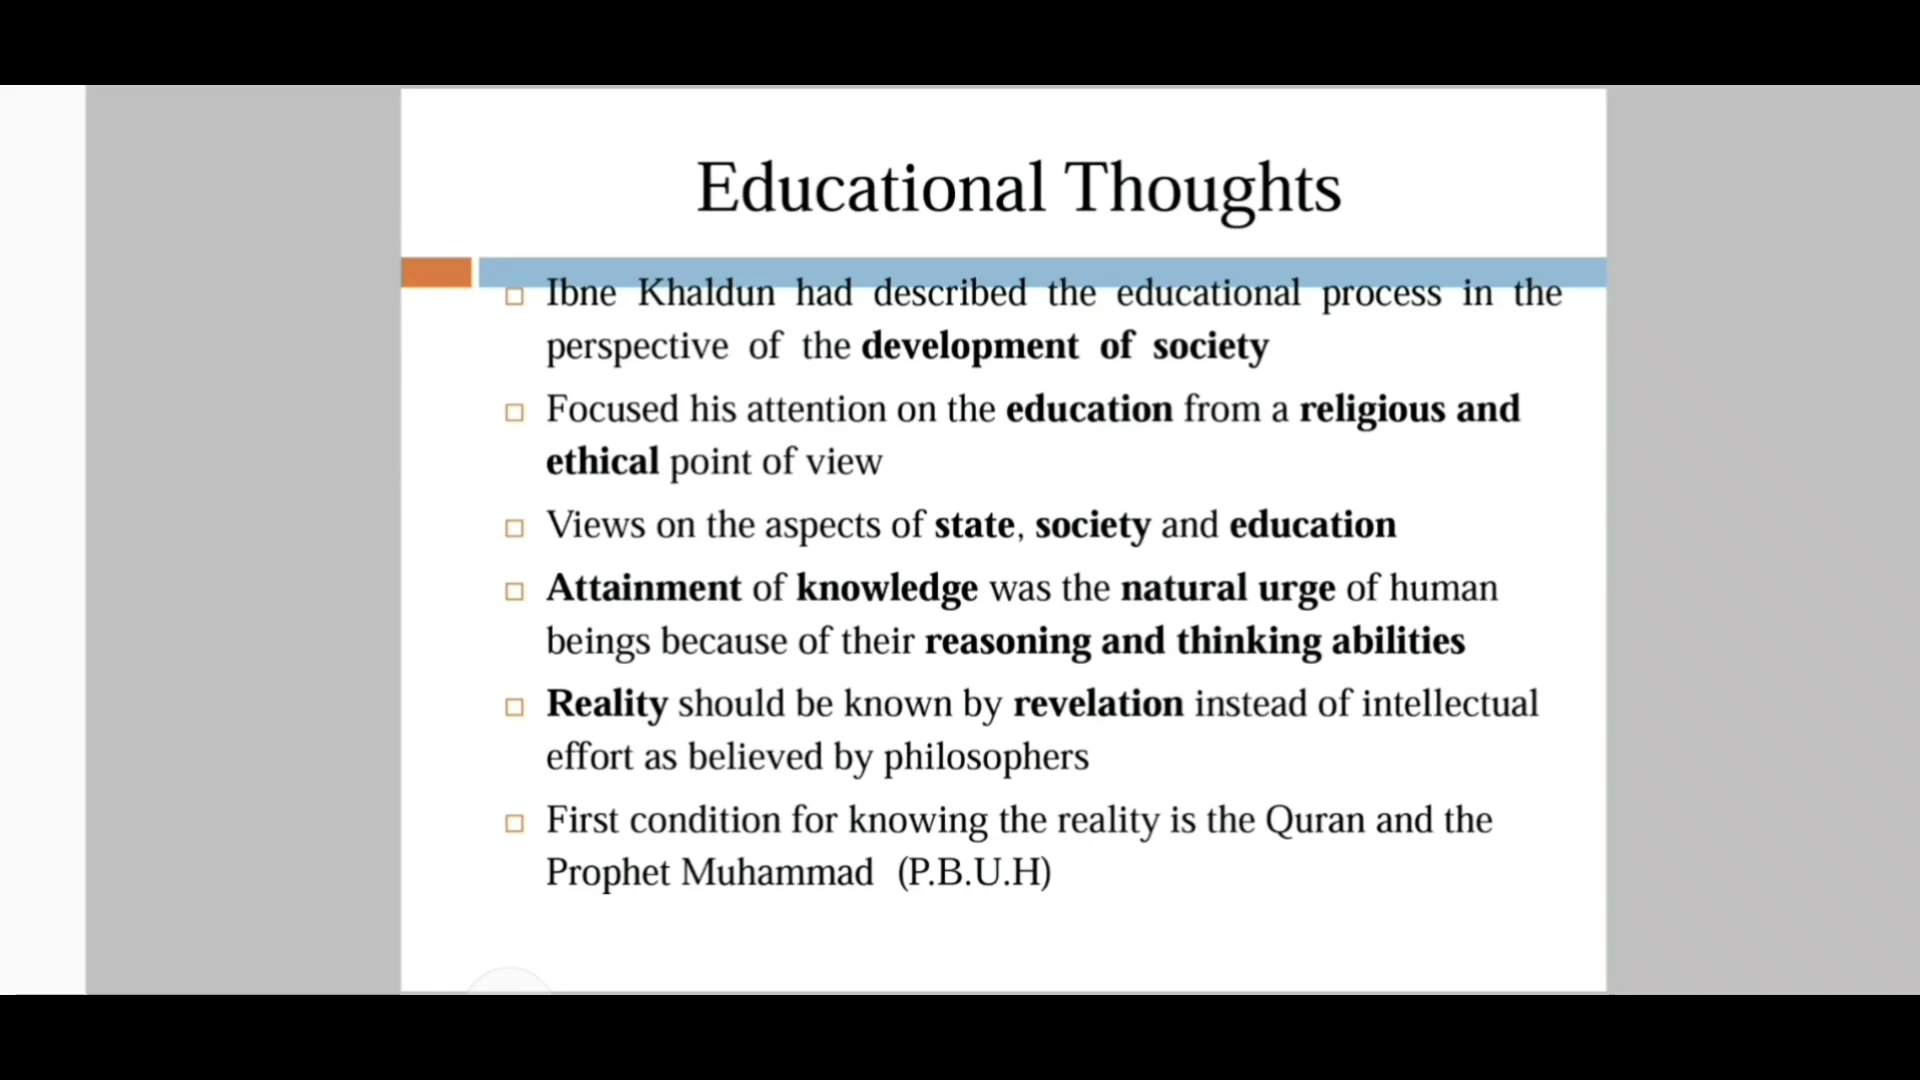 Educational Thoughts
Ibne Khaldun had described the educational process in the
perspective of the development of society
Focused his attention on the education from a religious and
ethical point of view
Views on the aspects of state, society and education
Attainment of knowledge was the natural urge of human
beings because of their reasoning and thinking abilities
Reality should be known by revelation instead of intellectual
effort as believed by philosophers
First condition for knowing the reality is the Quran and the
Prophet Muhammad (P.B.U.H)